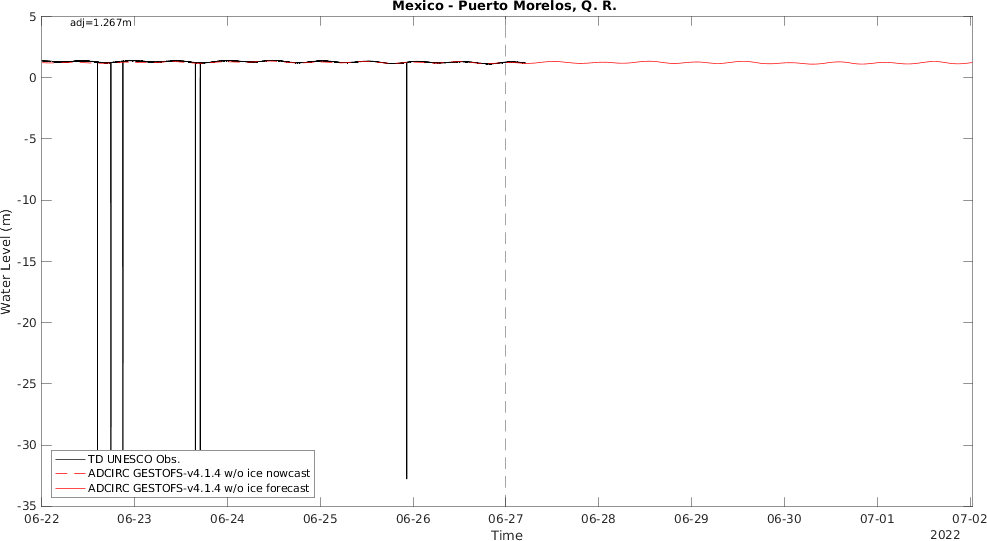 Mexico - Puerto Morelos, Q. R.
adj=1.267m
5
0
-5
-10
-15
-20
-25
-30
-35
Water Level (m)
TD UNESCO Obs.
ADCIRC GESTOFS-v4.1.4 w/o ice nowcast
ADCIRC GESTOFS-v4.1.4 w/o ice forecast
06-22 06-23 06-24 06-25 06-26 06-27 06-28 06-29 06-30 07-01 07-02
Time
2022